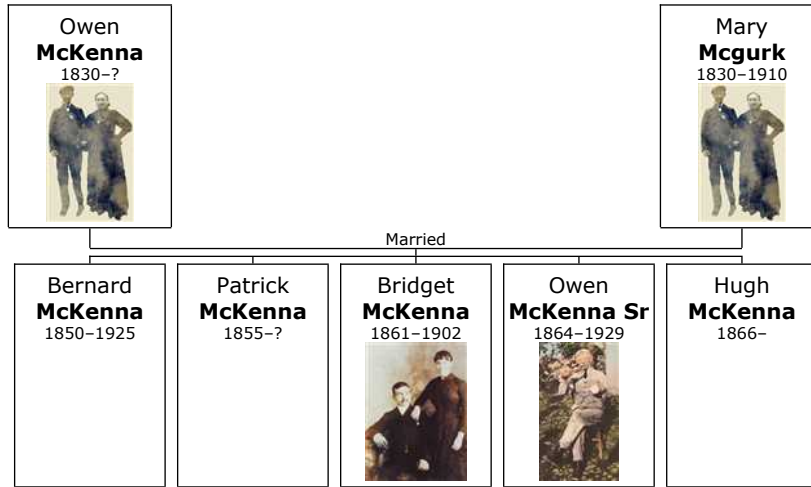 Owen
McKenna
1830–?
Mary
Mcgurk
1830–1910
Married
Bernard
McKenna
1850–1925
Patrick
McKenna
1855–?
Bridget
McKenna
1861–1902
Owen
McKenna Sr
1864–1929
Hugh
McKenna
1866–